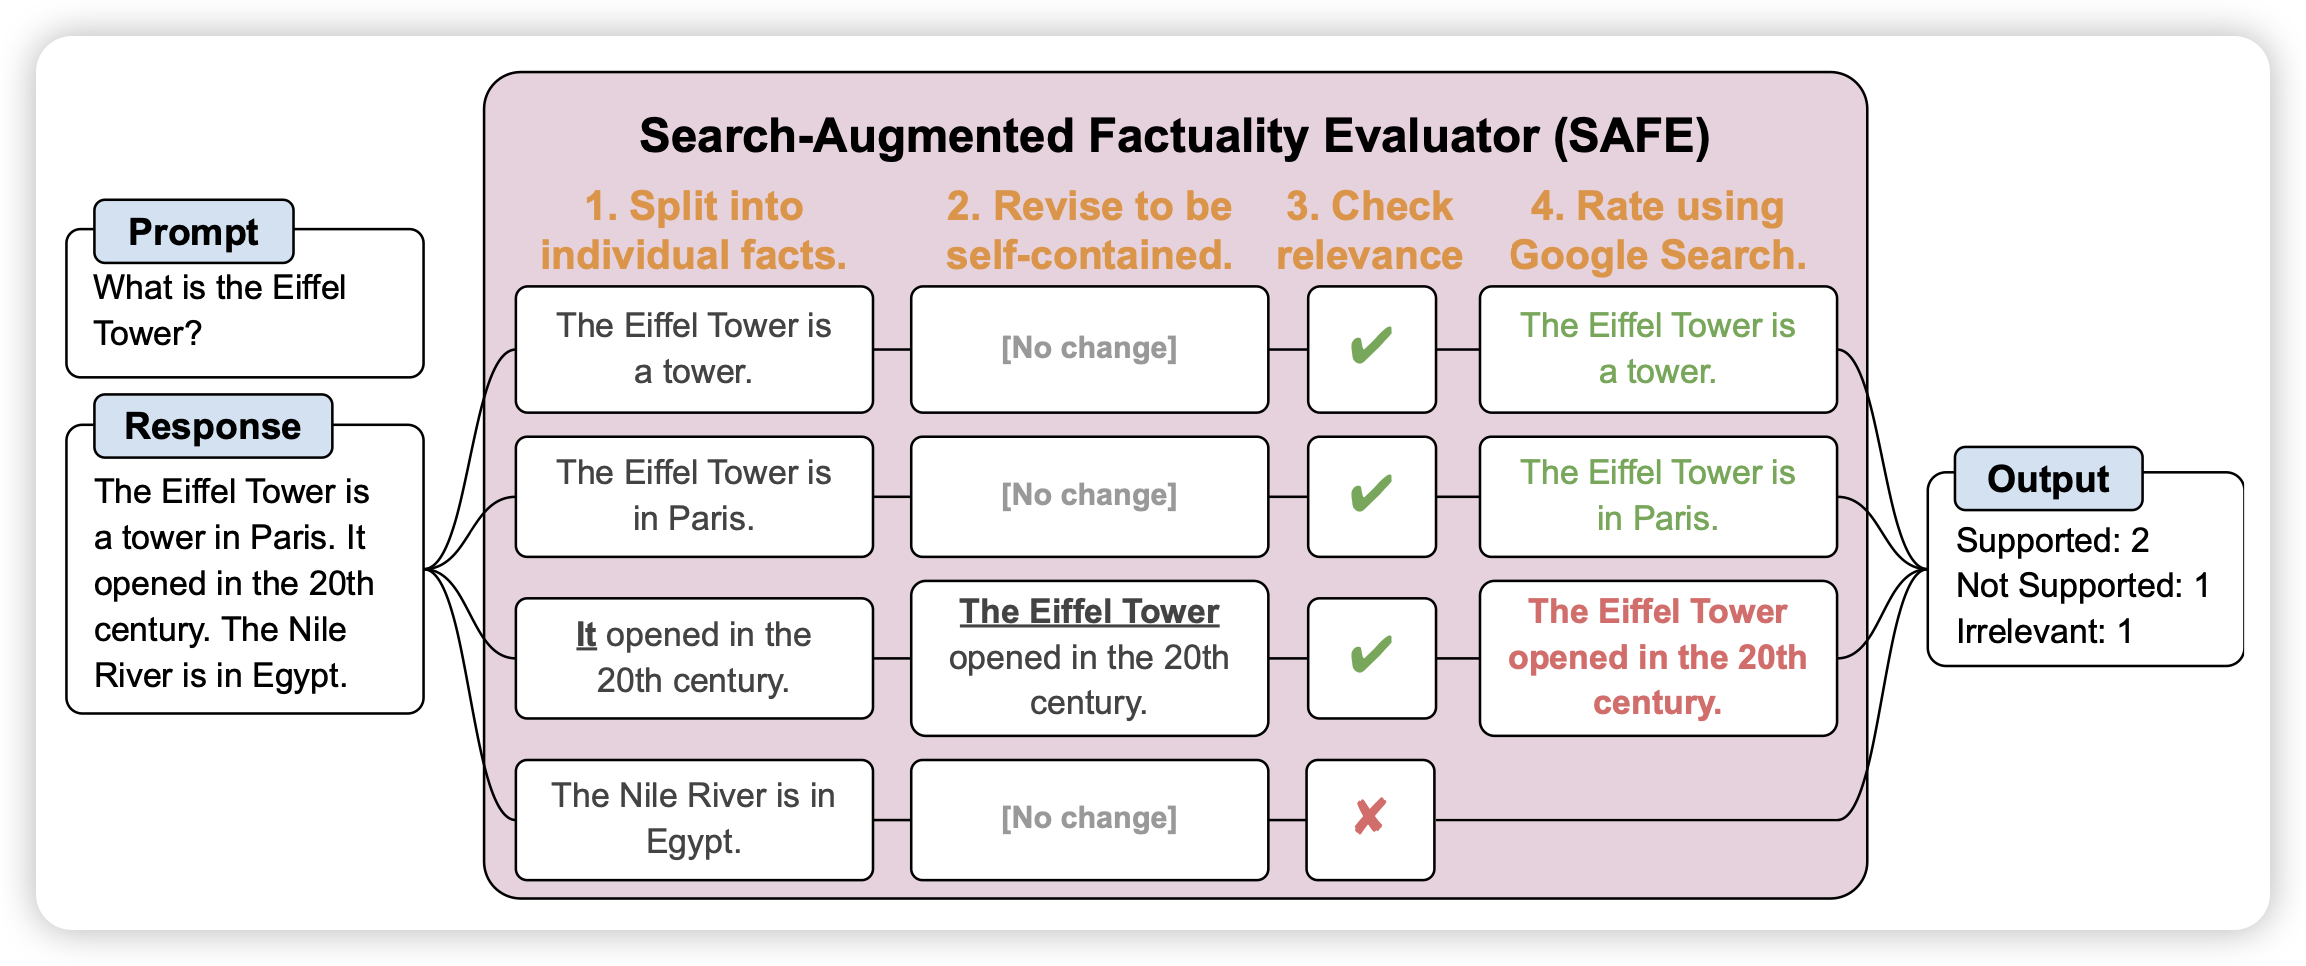 Search-Augmented Factuality Evaluator (SAFE)
Prompt
What is the Eiffel
Tower?
Response
The Eiffel Tower is
a tower in Paris. It
opened in the 20th
century. The Nile
River is in Egypt.
1. Split into
individual facts.
2. Revise to be
self-contained.
3. Check
relevance
4. Rate using
Google Search.
The Eiffel Tower is
a tower.
[No change]
✔
The Eiffel Tower is
a tower.
The Eiffel Tower is
in Paris.
[No change]
✔
The Eiffel Tower is
in Paris.
It opened in the
20th century.
The Eiffel Tower
opened in the 20th
century.
✔
The Eiffel Tower
opened in the 20th
century.
The Nile River is in
Egypt.
[No change]
✘
Output
Supported: 2
Not Supported: 1
Irrelevant: 1